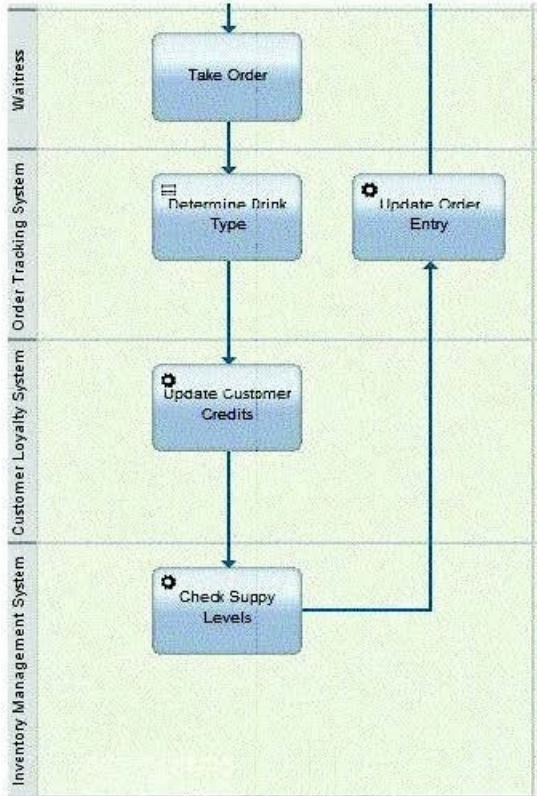 Waitress
Take Order
Order Tracking System
Determine Drink
Type
Update Order
Entry
Customer Loyalty System
Update Customer
Credits
Inventory Management System
Check Suppy
Levels